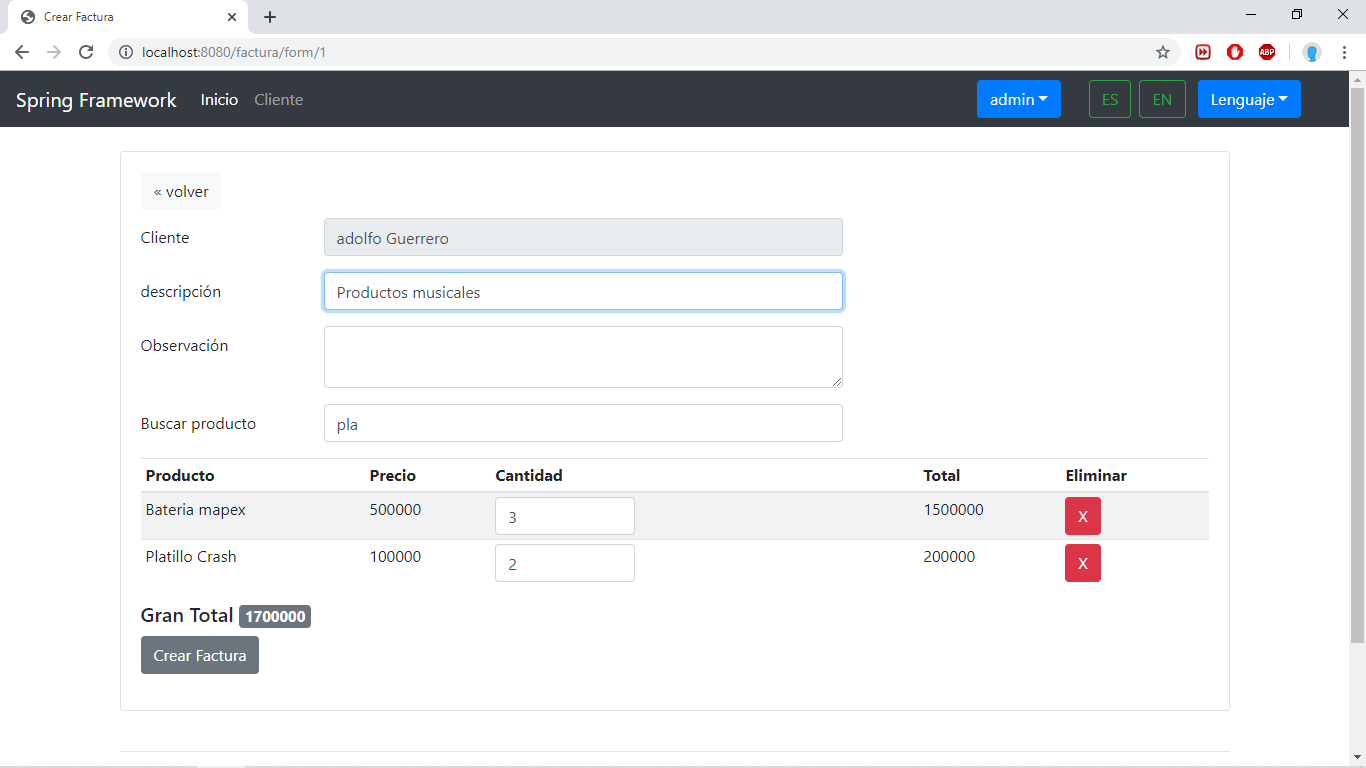 Crear Factura
localhost:8080/factura/form/1
ABP
Spring Framework Inicio Cliente admin ES EN Lenguaje
« volver
Cliente adolfo Guerrero
descripción Productos musicales
Observación
Buscar producto pla
Producto Precio Cantidad Total Eliminar
Bateria mapex 500000 3 1500000 X
Platillo Crash 100000 2 200000 X
Gran Total 1700000
Crear Factura